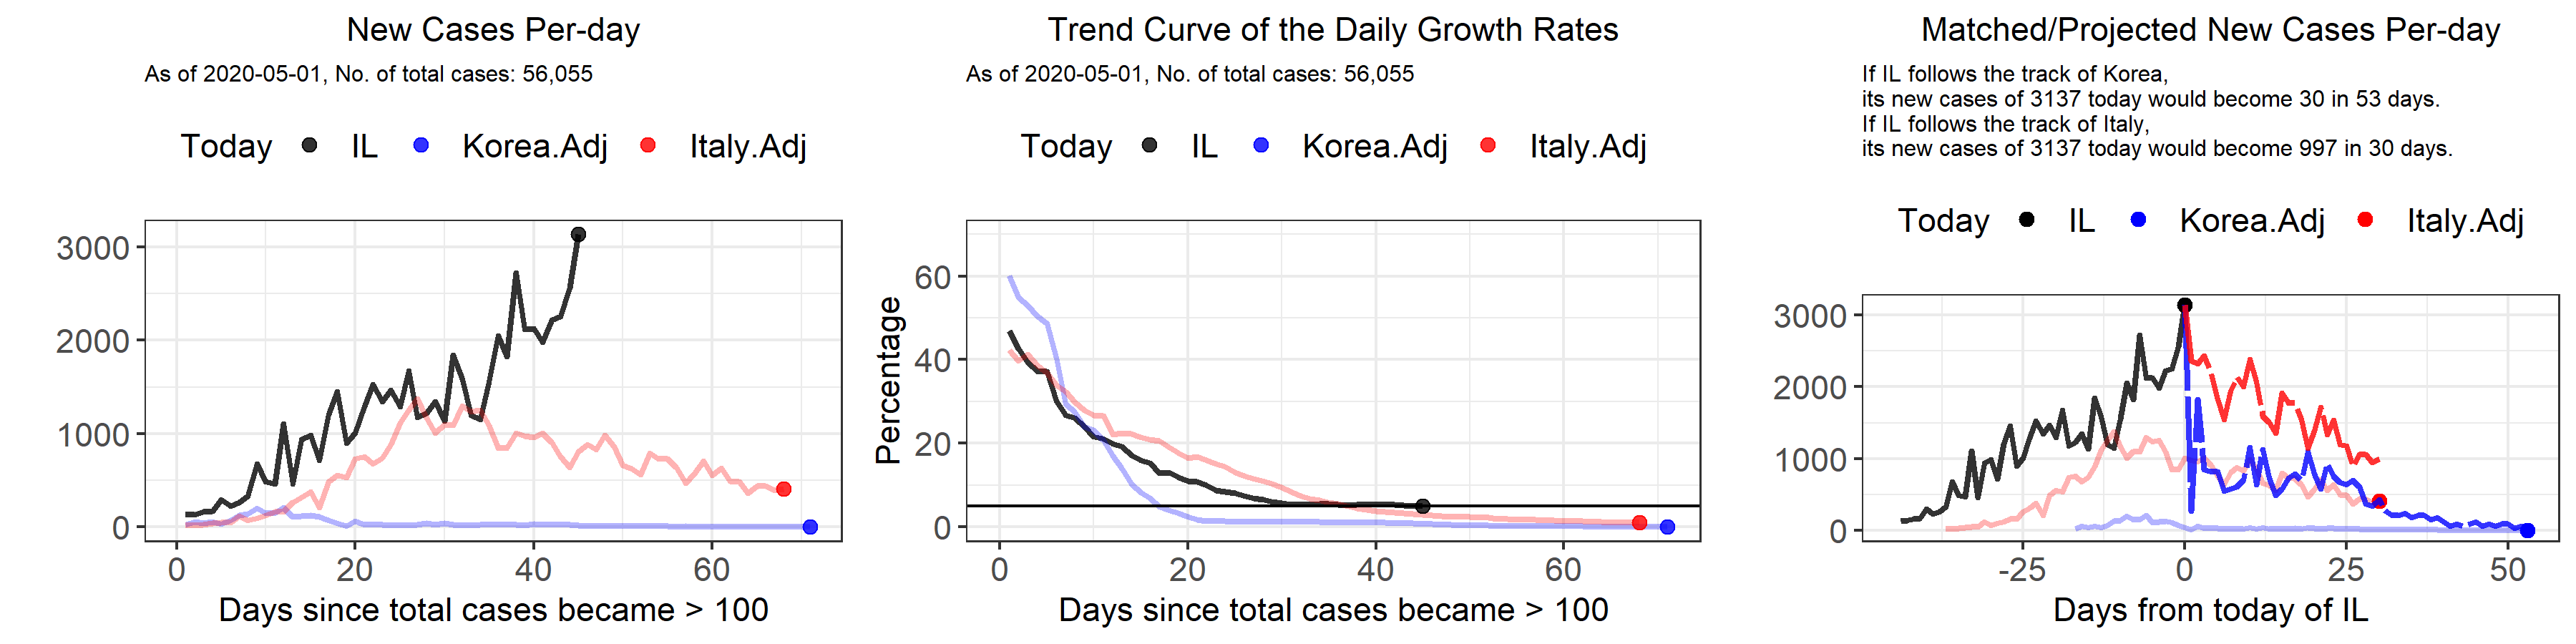 New Cases Per-day
As of 2020-05-01, No. of total cases: 56,055
Today IL Korea.Adj Italy.Adj
3000
2000
1000
0
0 20 40 60
Days since total cases became > 100
Trend Curve of the Daily Growth Rates
As of 2020-05-01, No. of total cases: 56,055
Today IL Korea.Adj Italy.Adj
Percentage
60
40
20
0
0 20 40 60
Days since total cases became > 100
Matched/Projected New Cases Per-day
If IL follows the track of Korea,
its new cases of 3137 today would become 30 in 53 days.
If IL follows the track of Italy,
its new cases of 3137 today would become 997 in 30 days.
Today IL Korea.Adj Italy.Adj
3000
2000
1000
0
-25 0 25 50
Days from today of IL